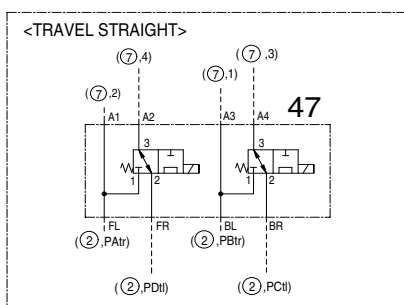 <TRAVEL STRAIGHT>
(7,4) (7,3)
(7,2) (7,1)
A1 A2 A3 A4 47
3 3
1 2 1 2
FL FR BL BR
(2,PAtr) (2,PBtr)
(2,PDtl) (2,PCtl)